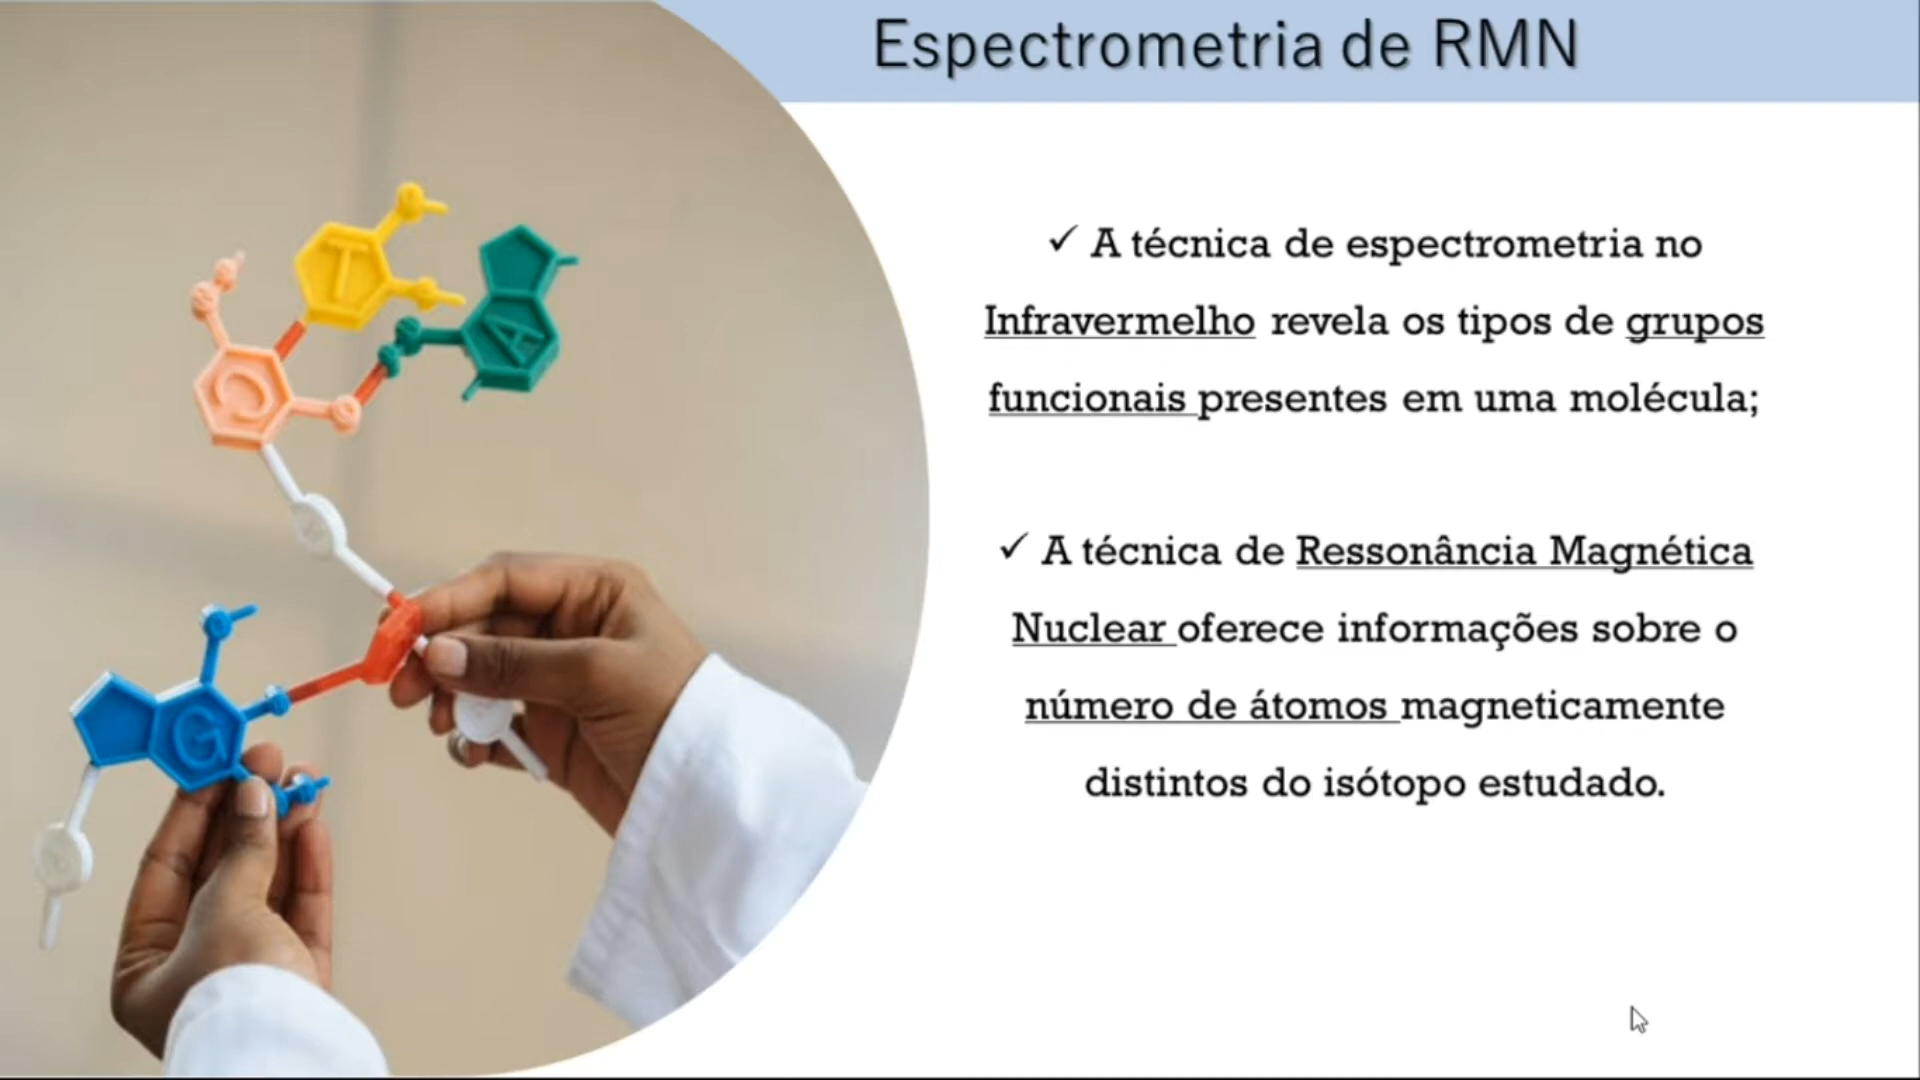 Espectrometria de RMN
✓ A técnica de espectrometria no
Infravermelho revela os tipos de grupos
funcionais presentes em uma molécula;
✓ A técnica de Ressonância Magnética
Nuclear oferece informações sobre o
número de átomos magneticamente
distintos do isótopo estudado.
T
A
C
G